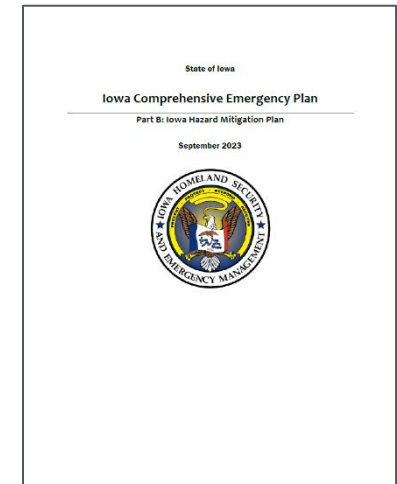 State of Iowa
Iowa Comprehensive Emergency Plan
Part B: Iowa Hazard Mitigation Plan
September 2023
IOWA HOMELAND SECURITY
AND EMERGENCY MANAGEMENT